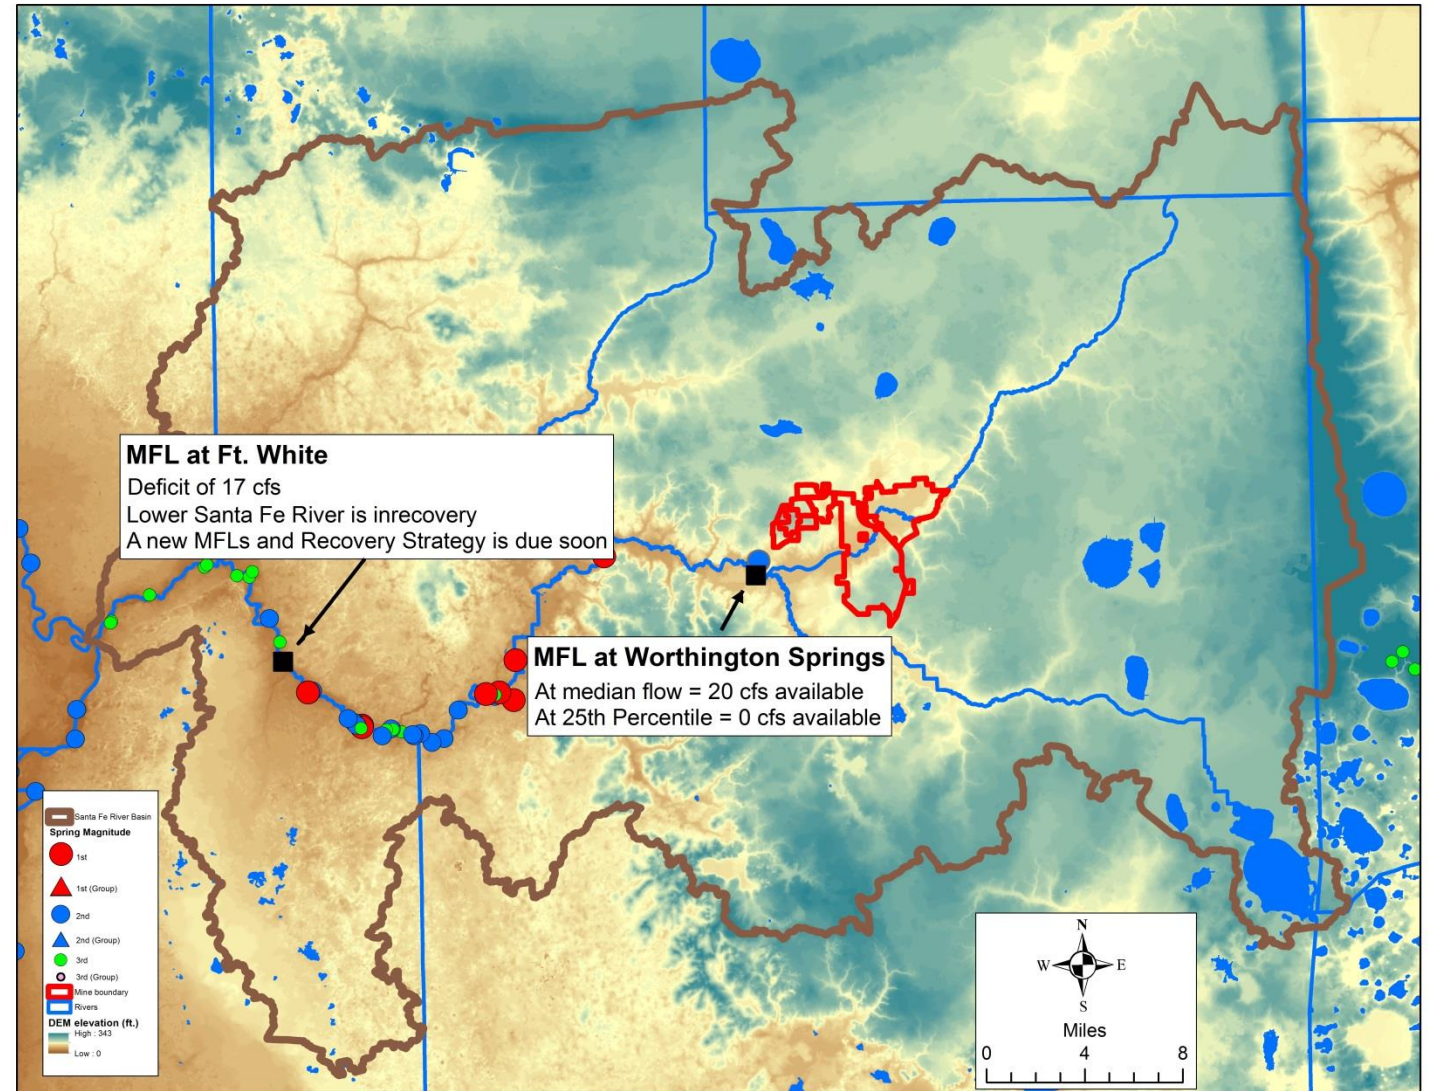 MFL at Ft. White
Deficit of 17 cfs
Lower Santa Fe River is inrecovery
A new MFLs and Recovery Strategy is due soon
MFL at Worthington Springs
At median flow = 20 cfs available
At 25th Percentile = 0 cfs available
Santa Fe River Basin
Spring Magnitude
1st
1st (Group)
2nd
2nd (Group)
3rd
3rd (Group)
Mine boundary
Rivers
DEM elevation (ft.)
High : 343
Low : 0
N
W E
S
Miles
0 4 8